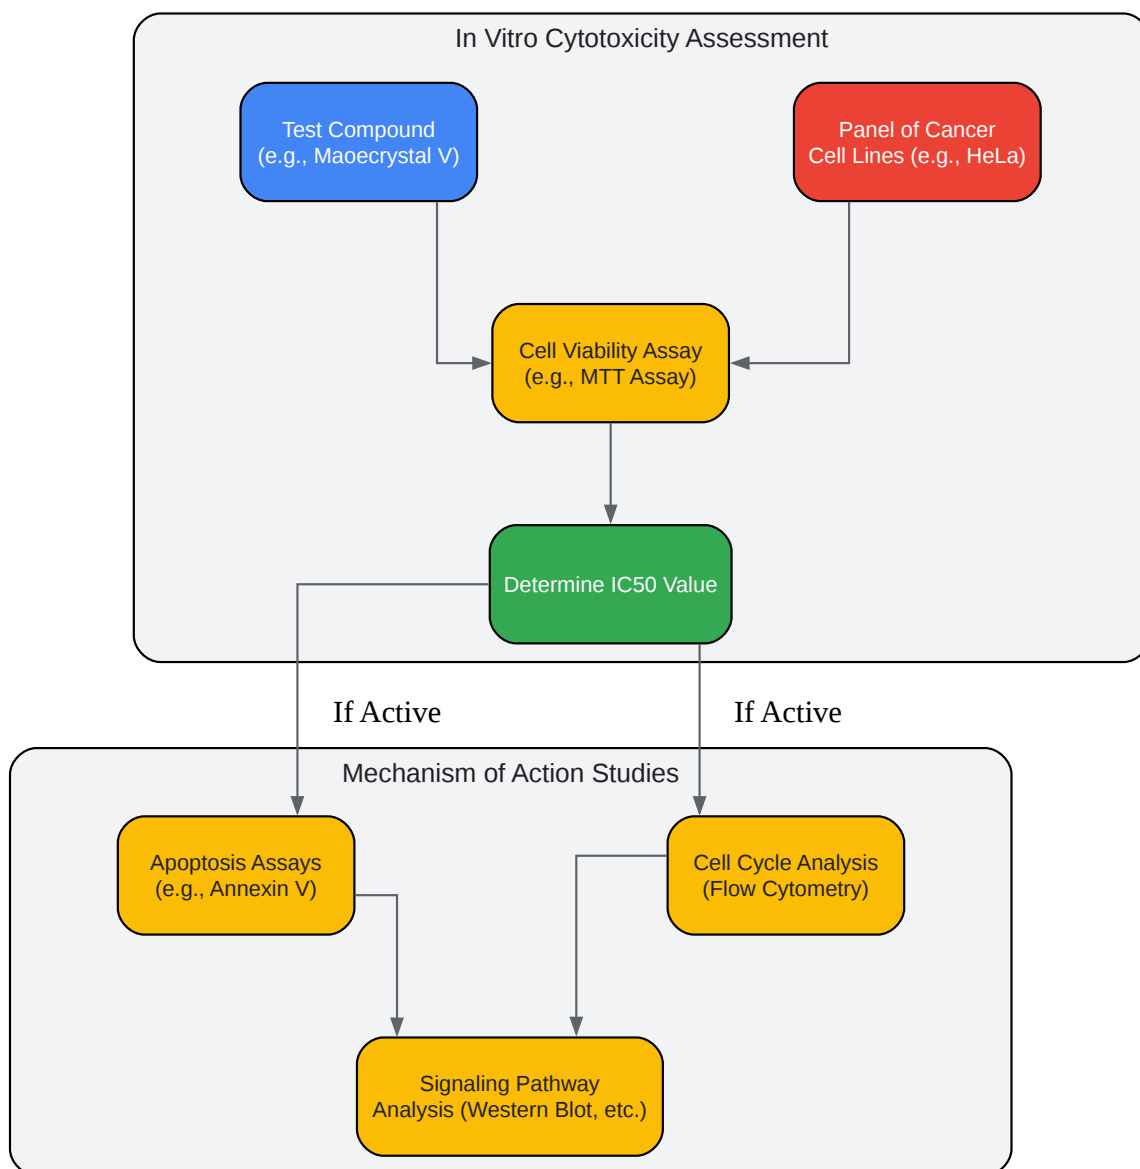 In Vitro Cytotoxicity Assessment
Test Compound
(e.g., Maoecrystal V)
Panel of Cancer
Cell Lines (e.g., HeLa)
Cell Viability Assay
(e.g., MTT Assay)
Determine IC50 Value
If Active
If Active
Mechanism of Action Studies
Apoptosis Assays
(e.g., Annexin V)
Cell Cycle Analysis
(Flow Cytometry)
Signaling Pathway
Analysis (Western Blot, etc.)